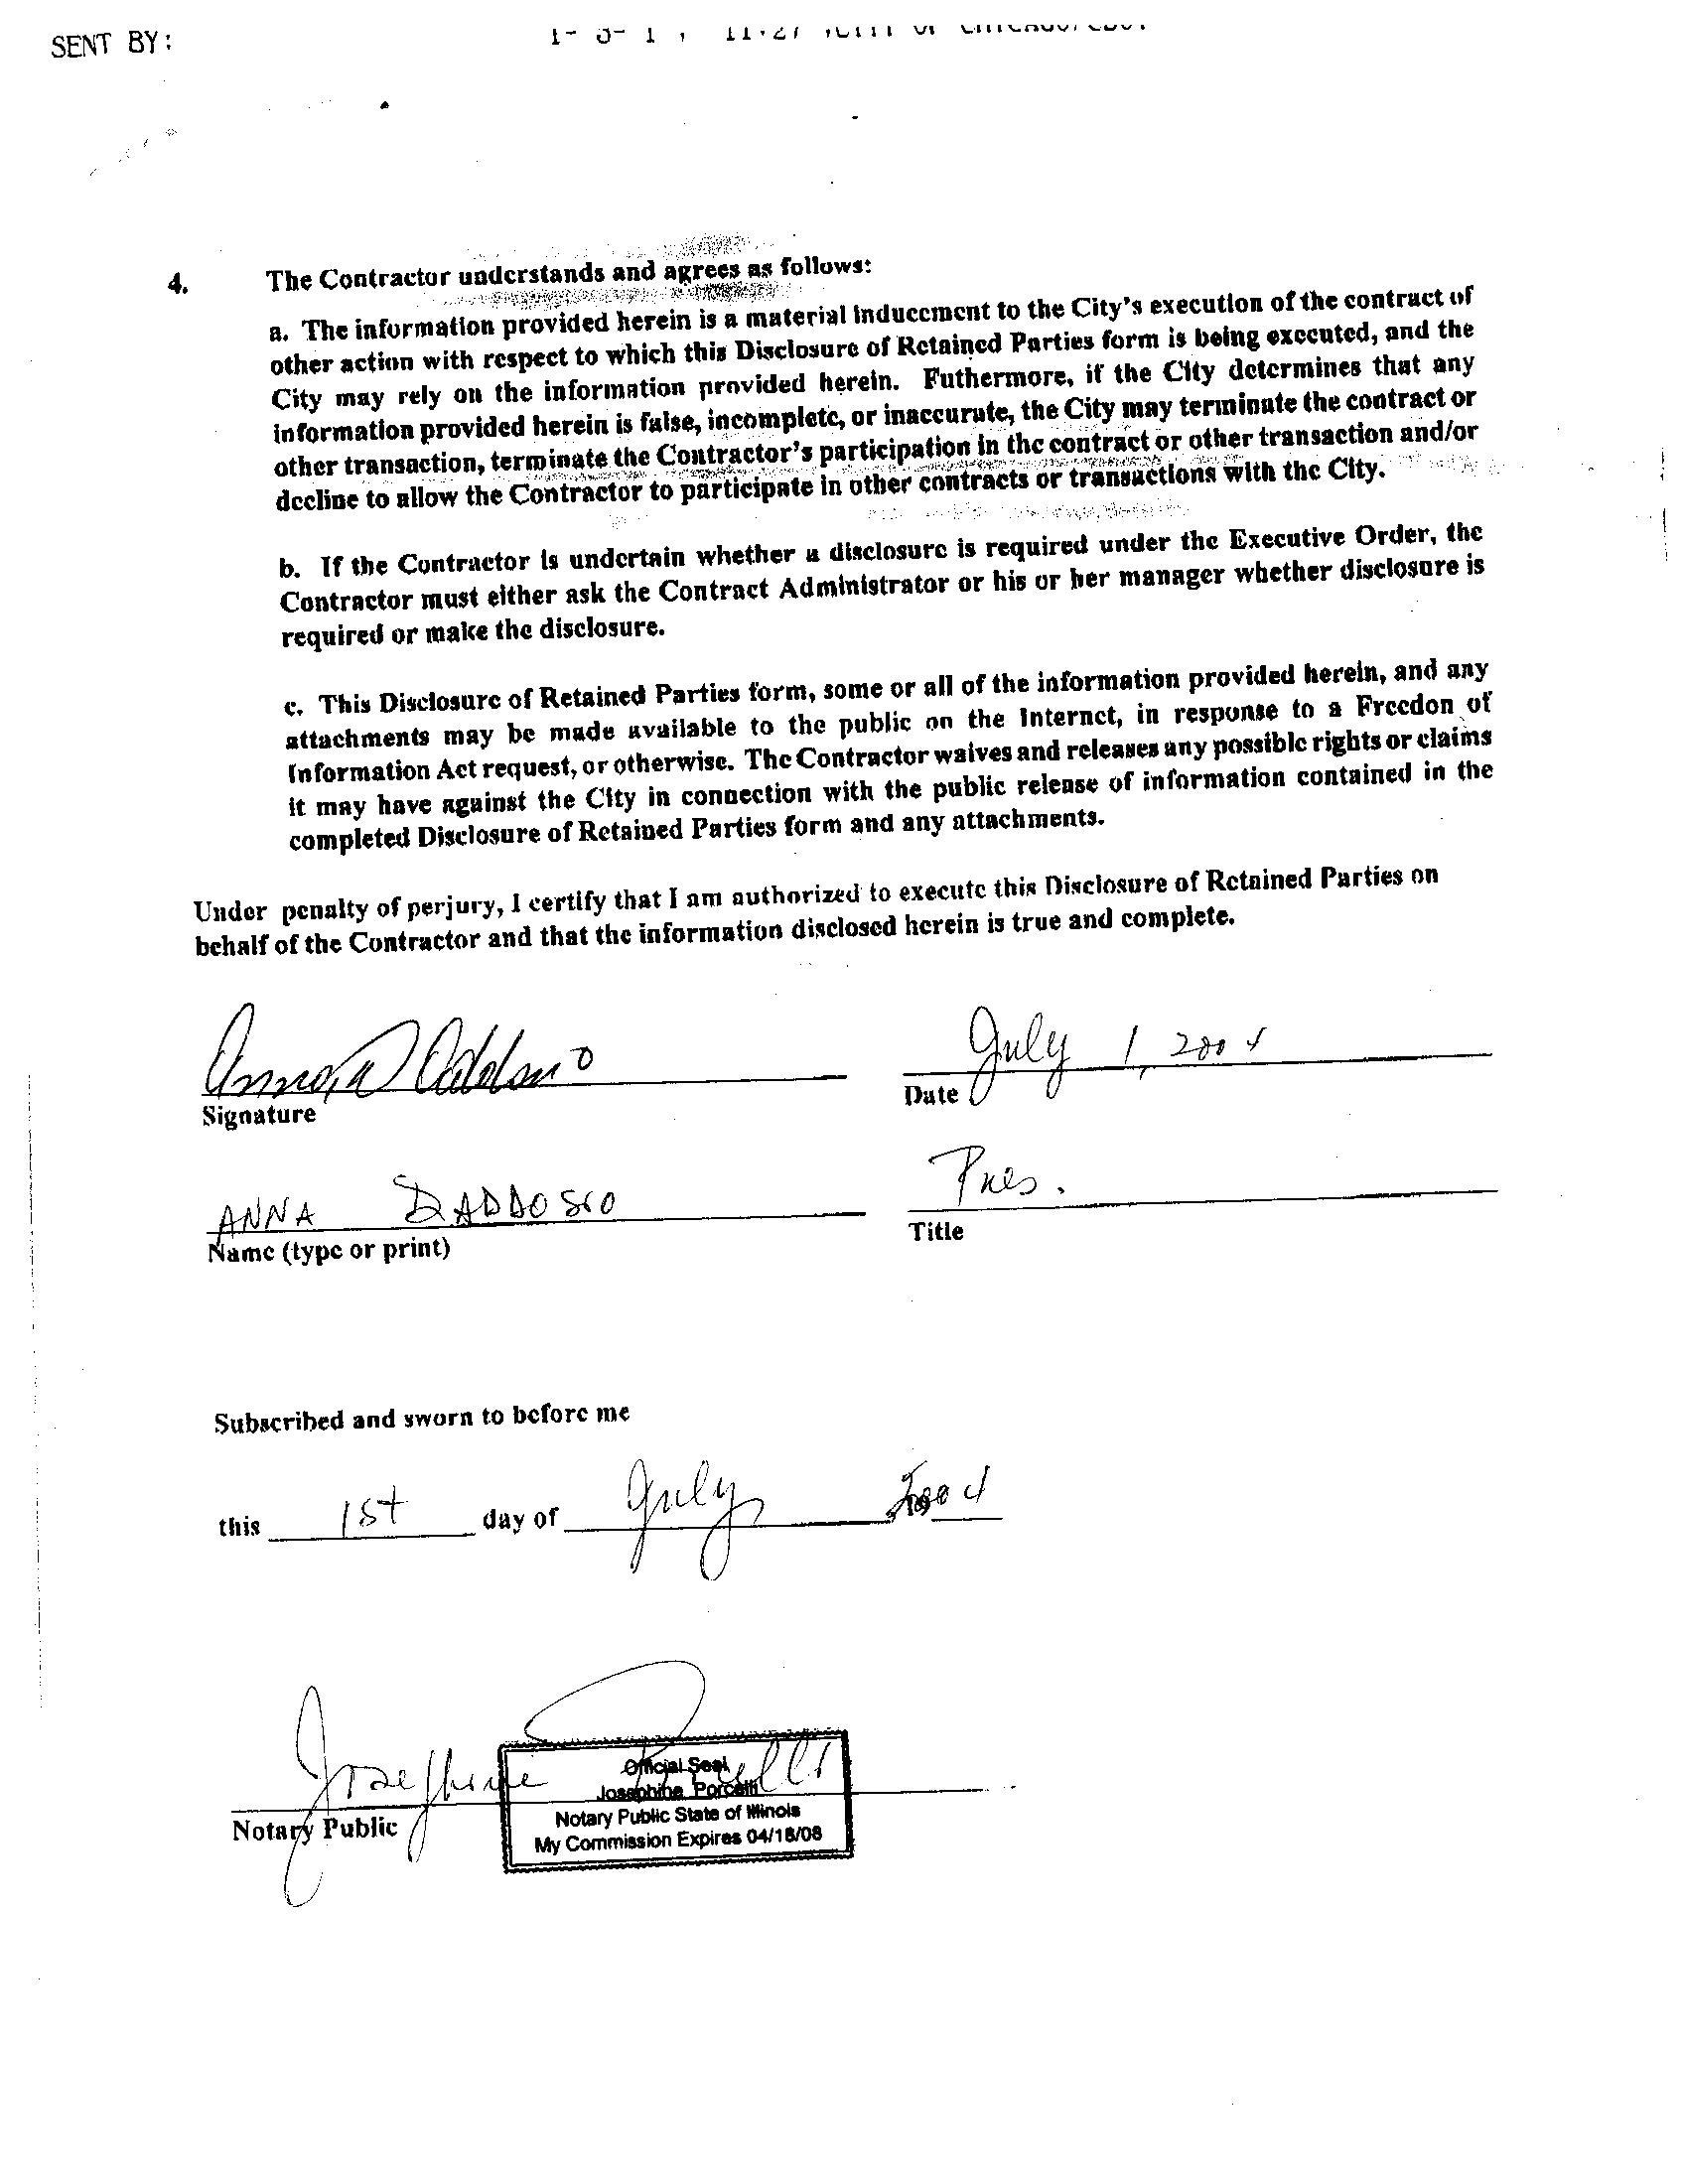 SENT BY:
4. The Contractor understands and agrees as follows:
a. The information provided herein is a material inducement to the City's execution of the contract of
other action with respect to which this Disclosure of Retained Parties form is being executed, and the
City may rely on the information provided herein. Futhermore, if the City determines that any
information provided herein is false, incomplete, or inaccurate, the City may terminate the contract or
other transaction, terminate the Contractor's participation in the contract or other transaction and/or
decline to allow the Contractor to participate in other contracts or transactions with the City.
b. If the Contractor is undertain whether a disclosure is required under the Executive Order, the
Contractor must either ask the Contract Administrator or his or her manager whether disclosure is
required or make the disclosure.
c. This Disclosure of Retained Parties form, some or all of the information provided herein, and any
attachments may be made available to the public on the Internet, in response to a Freedon of
Information Act request, or otherwise. The Contractor waives and releases any possible rights or claims
it may have against the City in connection with the public release of information contained in the
completed Disclosure of Retained Parties form and any attachments.
Under penalty of perjury, I certify that I am authorized to execute this Disclosure of Retained Parties on
behalf of the Contractor and that the information disclosed herein is true and complete.
July 1, 2004
Signature Date
ANNA DADDOSIO Pres.
Name (type or print) Title
Subscribed and sworn to before me
this 1st day of July 2004
Josephine Porcelli
Official Seal
Josephine Porcelli
Notary Public
Notary Public State of Illinois
My Commission Expires 04/18/08